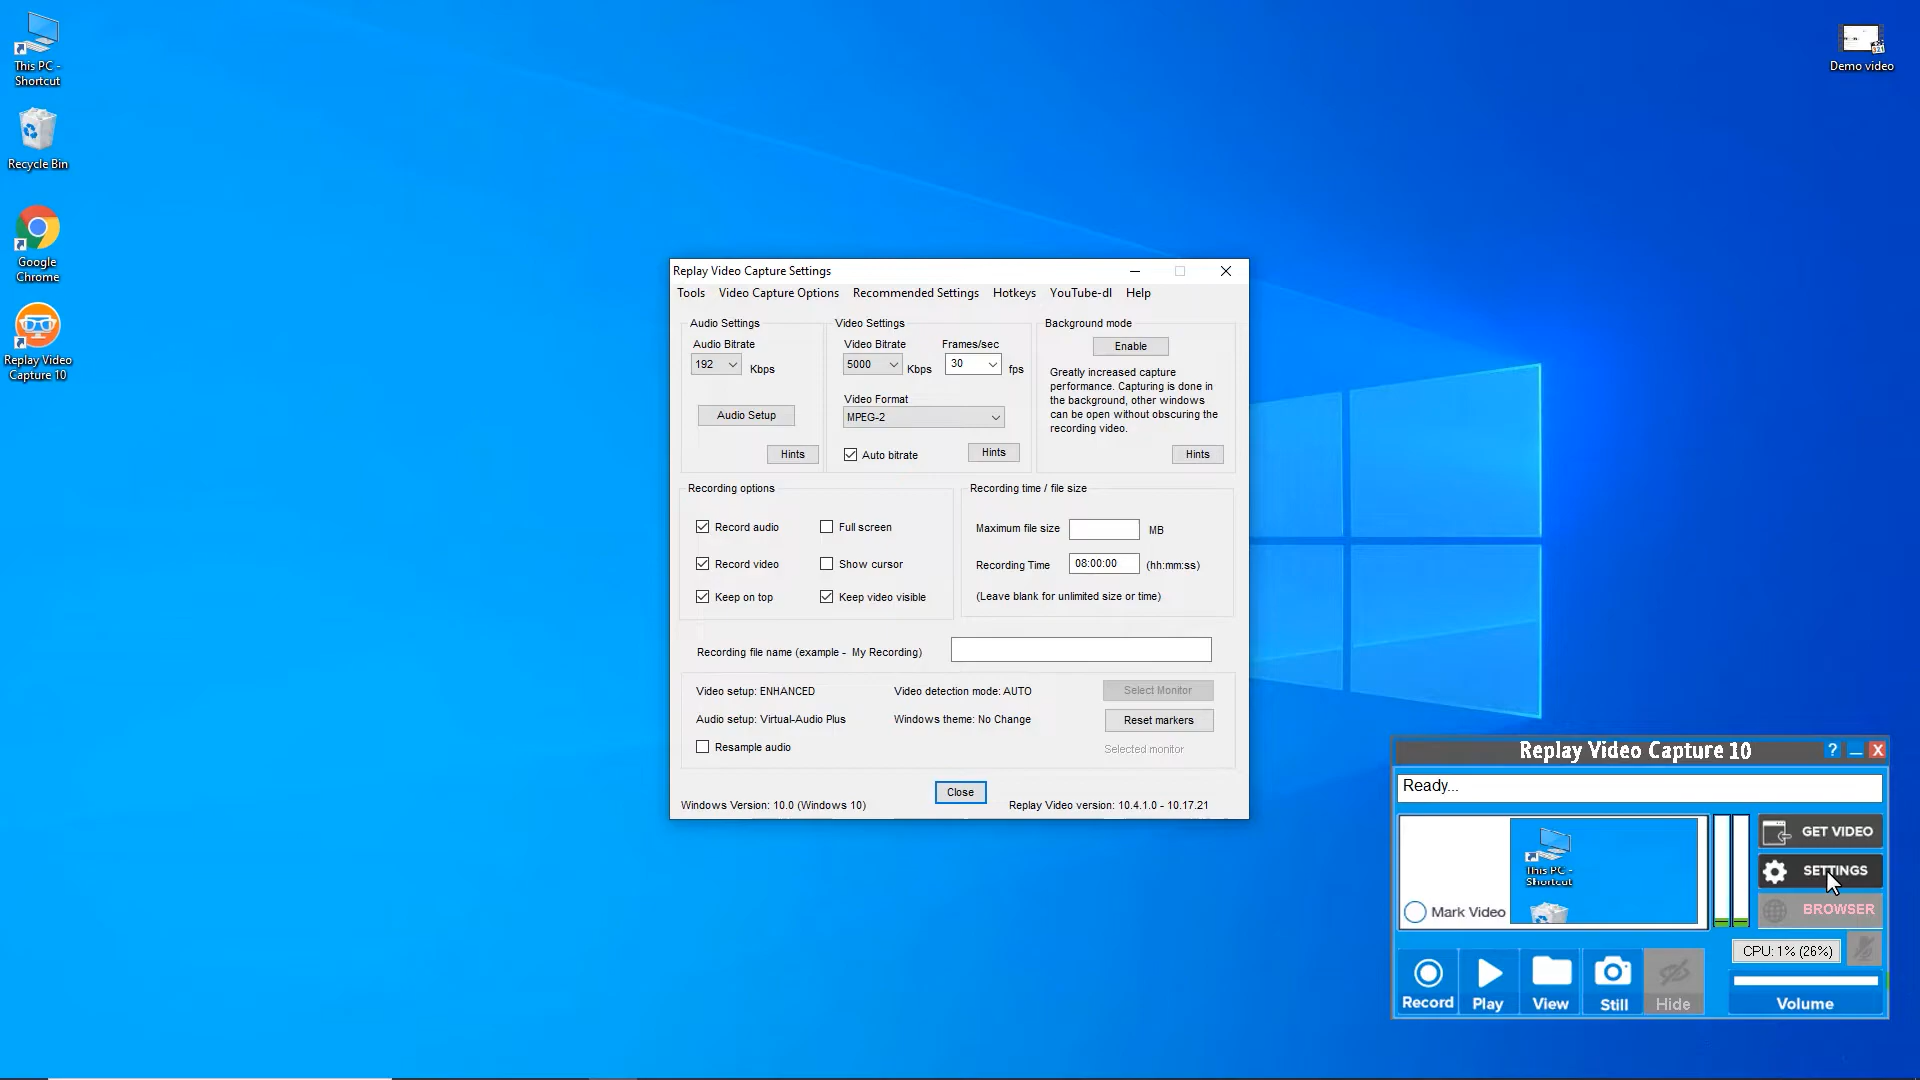 This PC -
Shortcut
Recycle Bin
Google
Chrome
Replay Video
Capture 10
Demo video
Replay Video Capture Settings
Tools Video Capture Options Recommended Settings Hotkeys YouTube-dl Help
Audio Settings
Audio Bitrate
192 Kbps
Audio Setup
Hints
Video Settings
Video Bitrate Frames/sec
5000 Kbps 30 fps
Video Format
MPEG-2
Auto bitrate Hints
Background mode
Enable
Greatly increased capture
performance. Capturing is done in
the background, other windows
can be open without obscuring the
recording video.
Hints
Recording options
Record audio Full screen
Record video Show cursor
Keep on top Keep video visible
Recording time / file size
Maximum file size MB
Recording Time 08:00:00 (hh:mm:ss)
(Leave blank for unlimited size or time)
Recording file name (example - My Recording)
Video setup: ENHANCED Video detection mode: AUTO Select Monitor
Audio setup: Virtual-Audio Plus Windows theme: No Change Reset markers
Resample audio Selected monitor
Close
Windows Version: 10.0 (Windows 10) Replay Video version: 10.4.1.0 - 10.17.21
Replay Video Capture 10 ?
Ready...
This PC -
Shortcut
Mark Video
GET VIDEO
SETTINGS
BROWSER
CPU: 1% (26%)
Record Play View Still Hide Volume